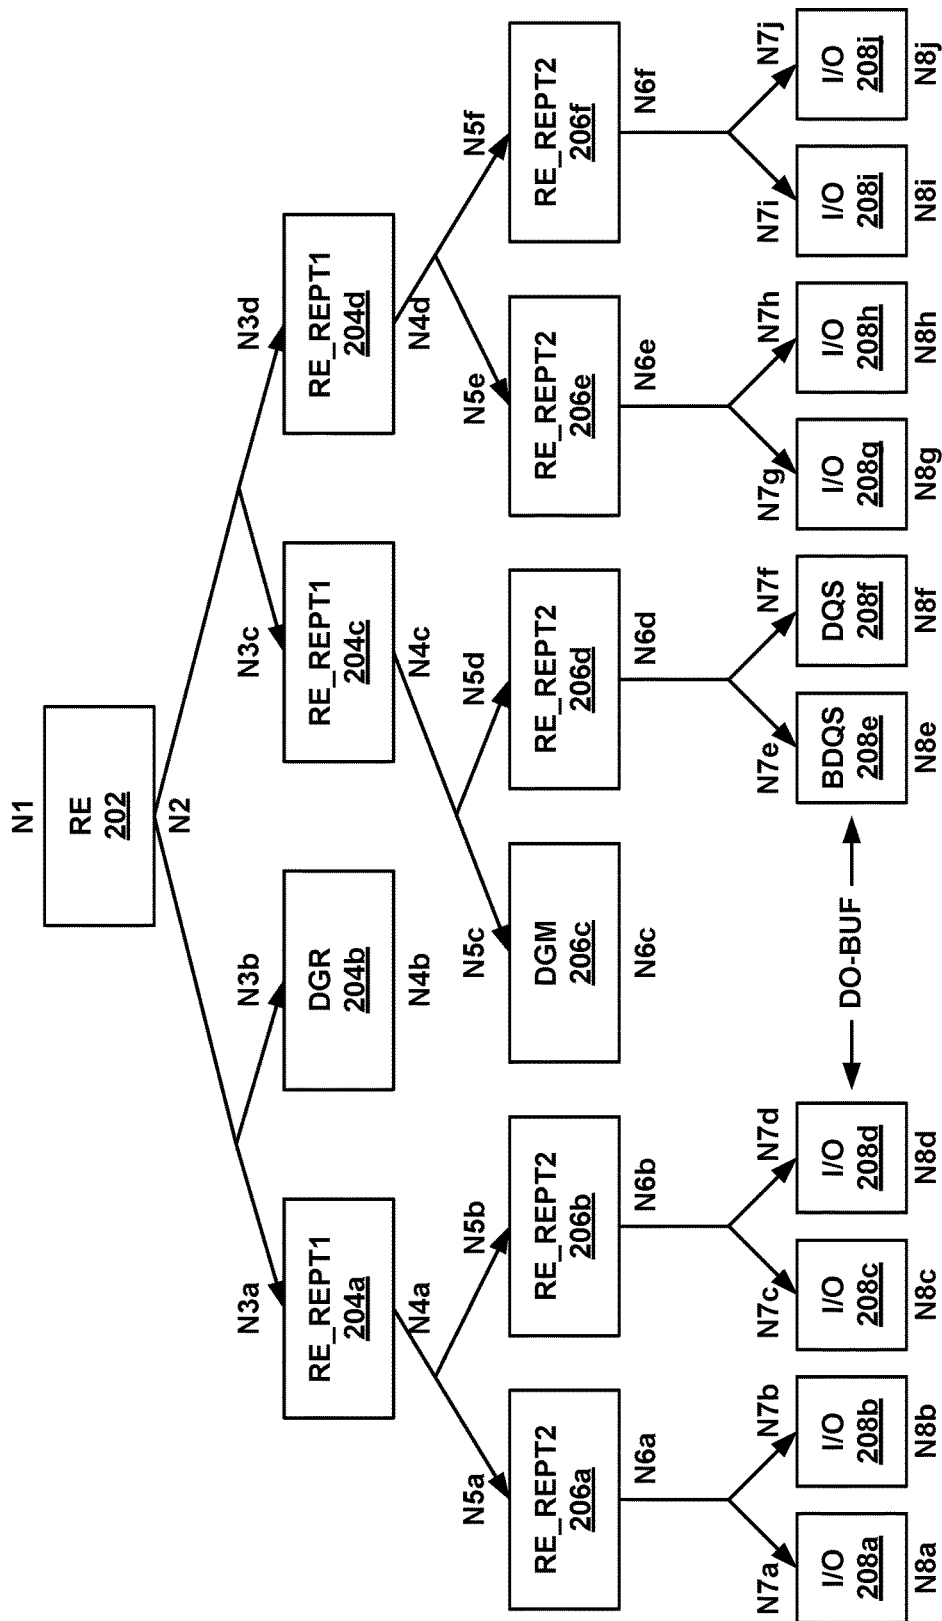 N1
RE
202
N2
N3a
N3b
N3c
N3d
RE_REPT1
204a
DGR
204b
RE_REPT1
204c
RE_REPT1
204d
N4a
N4b
N4c
N4d
N5a
N5b
N5c
N5d
N5e
N5f
RE_REPT2
206a
RE_REPT2
206b
DGM
206c
RE_REPT2
206d
RE_REPT2
206e
RE_REPT2
206f
N6a
N6b
N6c
N6d
N6e
N6f
N7a
N7b
N7c
N7d
N7e
N7f
N7g
N7h
N7i
N7j
I/O
208a
I/O
208b
I/O
208c
I/O
208d
DO-BUF
BDQS
208e
DQS
208f
I/O
208g
I/O
208h
I/O
208i
I/O
208j
N8a
N8b
N8c
N8d
N8e
N8f
N8g
N8h
N8i
N8j